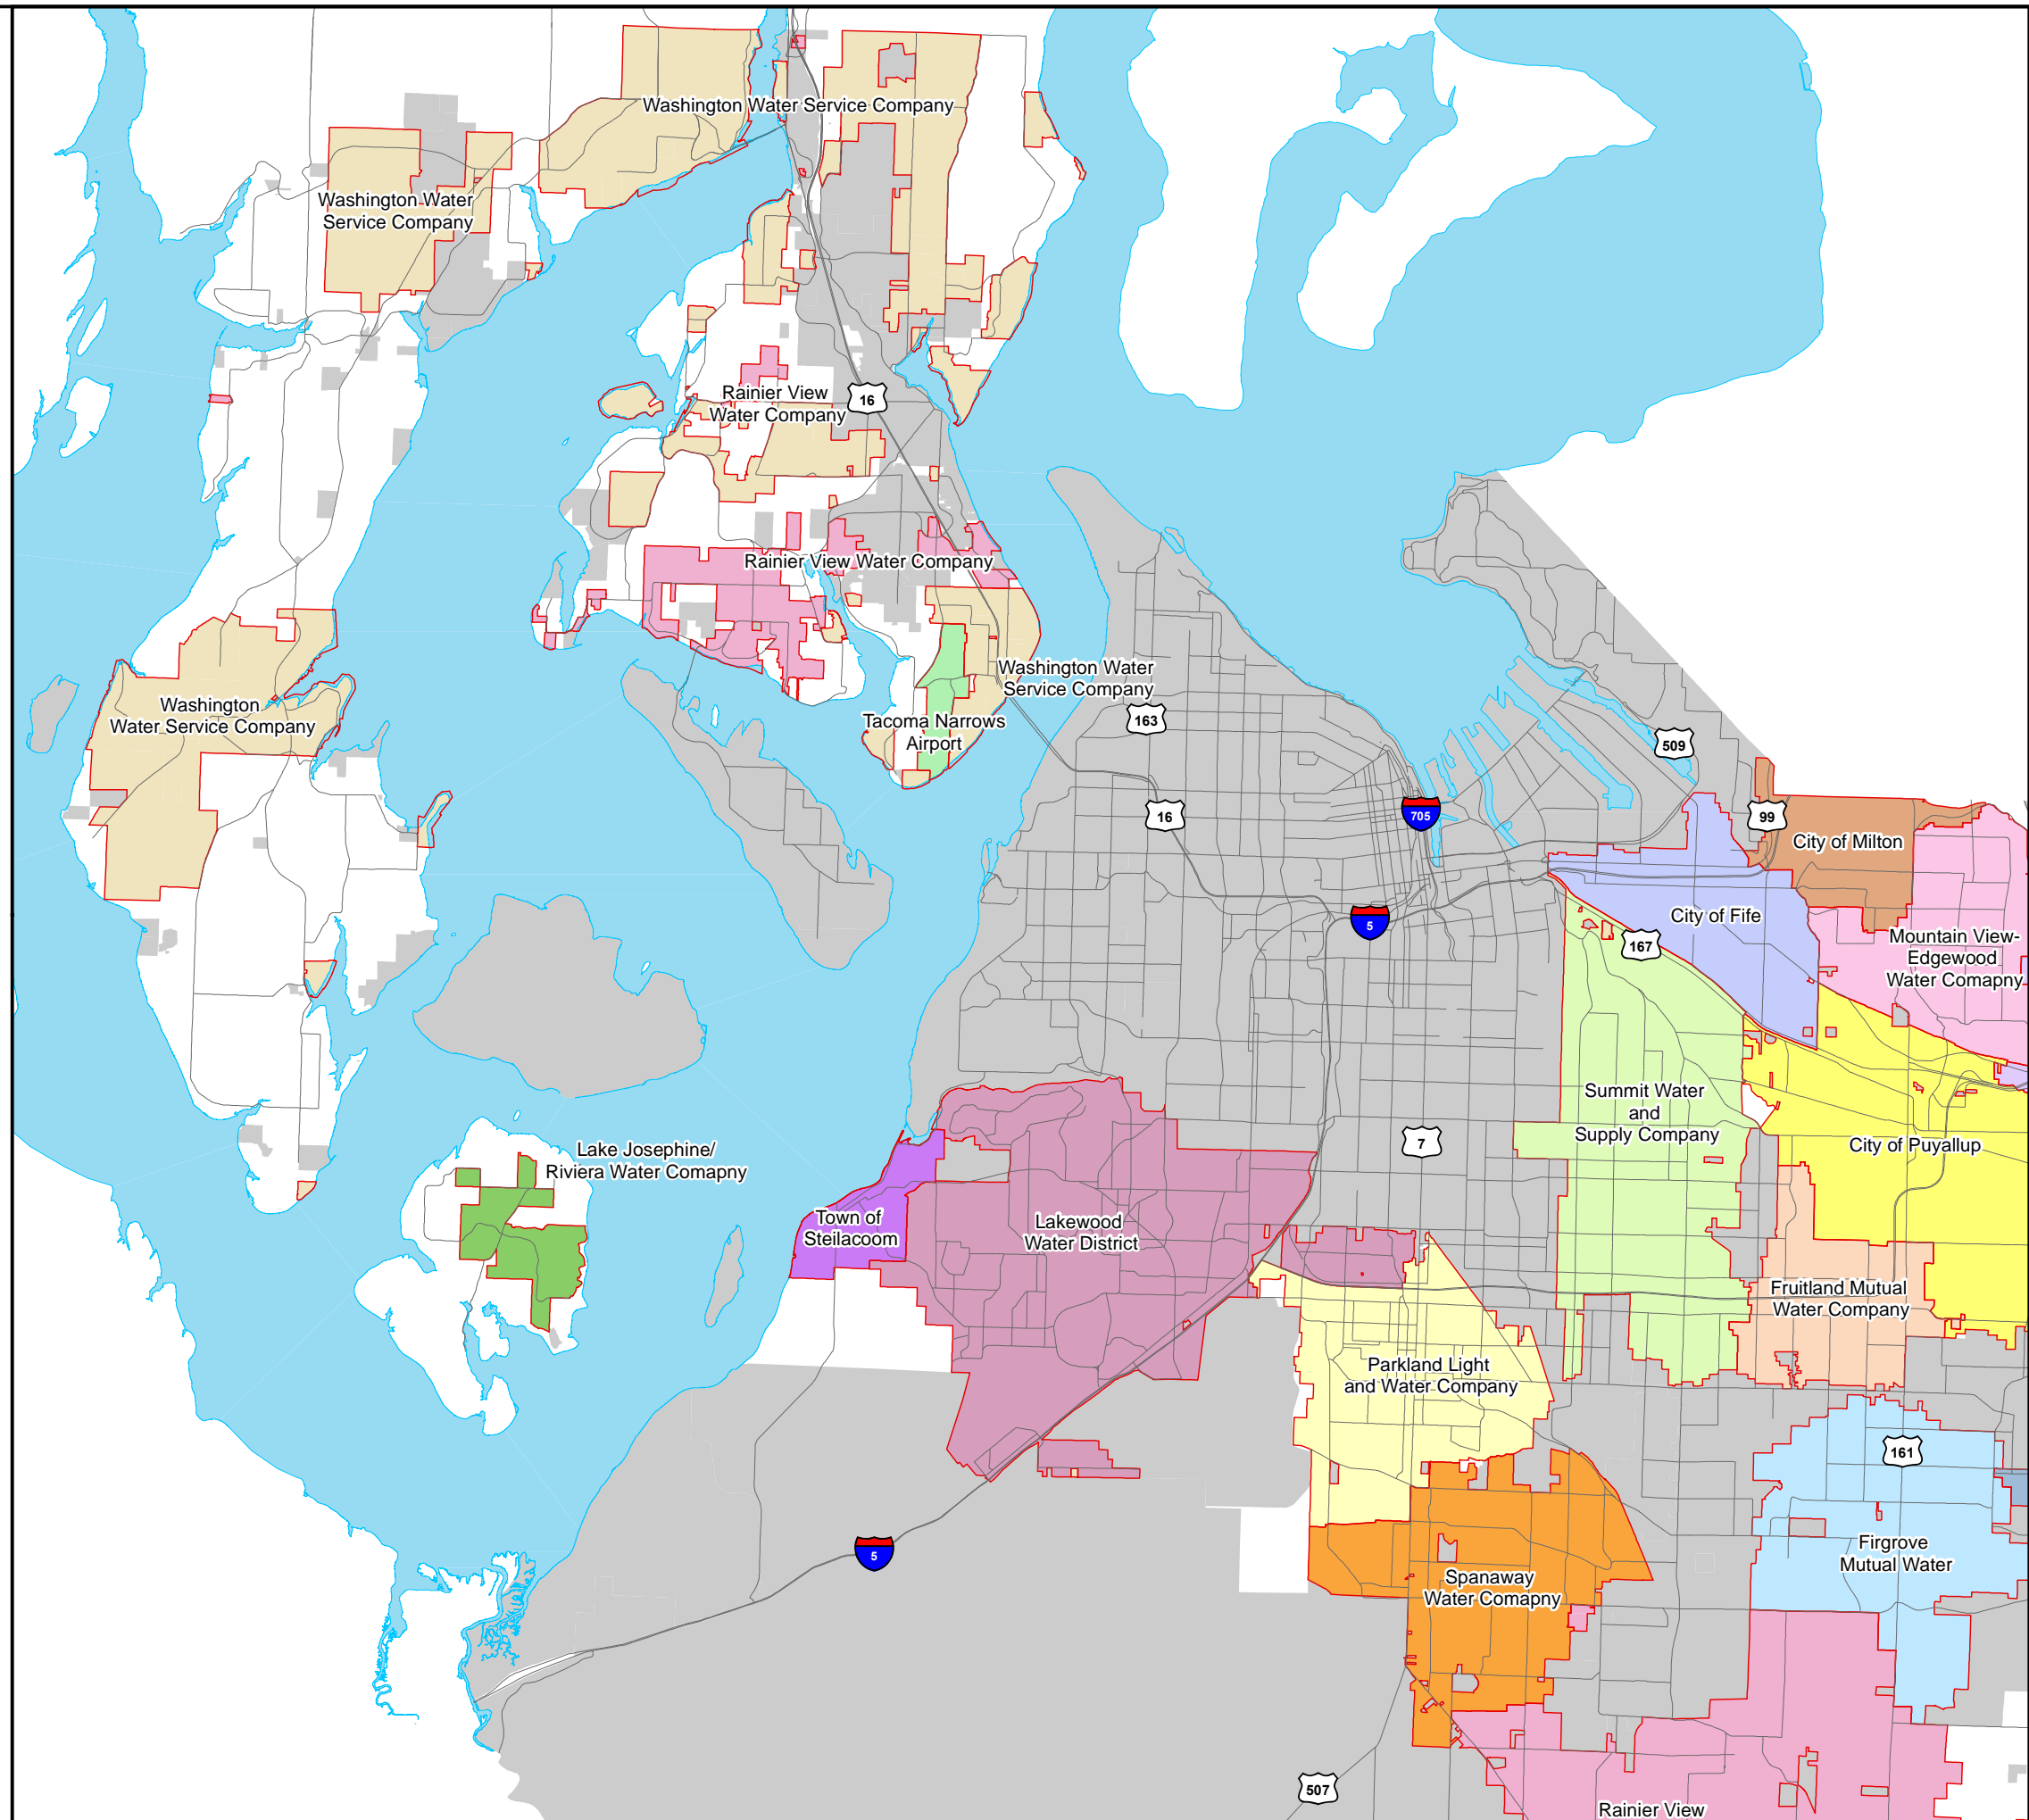 Washington Water Service Company
Washington Water
Service Company
Rainier View
Water Company
16
Rainier View Water Company
Washington Water
Service Company
Washington
Water Service Company
Tacoma Narrows
Airport
163
509
16
705
99
City of Milton
5
City of Fife
167
Mountain View-
Edgewood
Water Comapny
Summit Water
and
Supply Company
7
City of Puyallup
Lake Josephine/
Riviera Water Comapny
Town of
Steilacoom
Lakewood
Water District
Fruitland Mutual
Water Company
Parkland Light
and Water Company
161
5
Firgrove
Mutual Water
Spanaway
Water Comapny
507
Rainier View